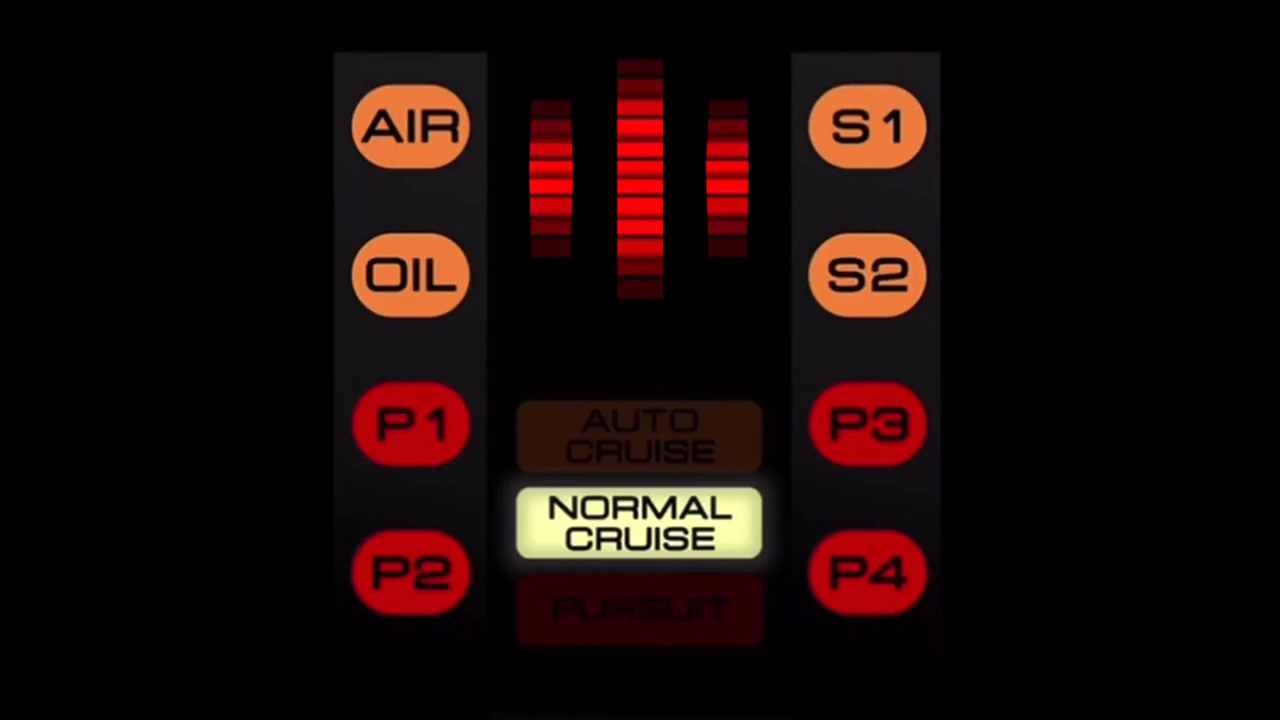 AIR
OIL
P1
P2
AUTO
CRUISE
NORMAL
CRUISE
PURSUIT
S1
S2
P3
P4